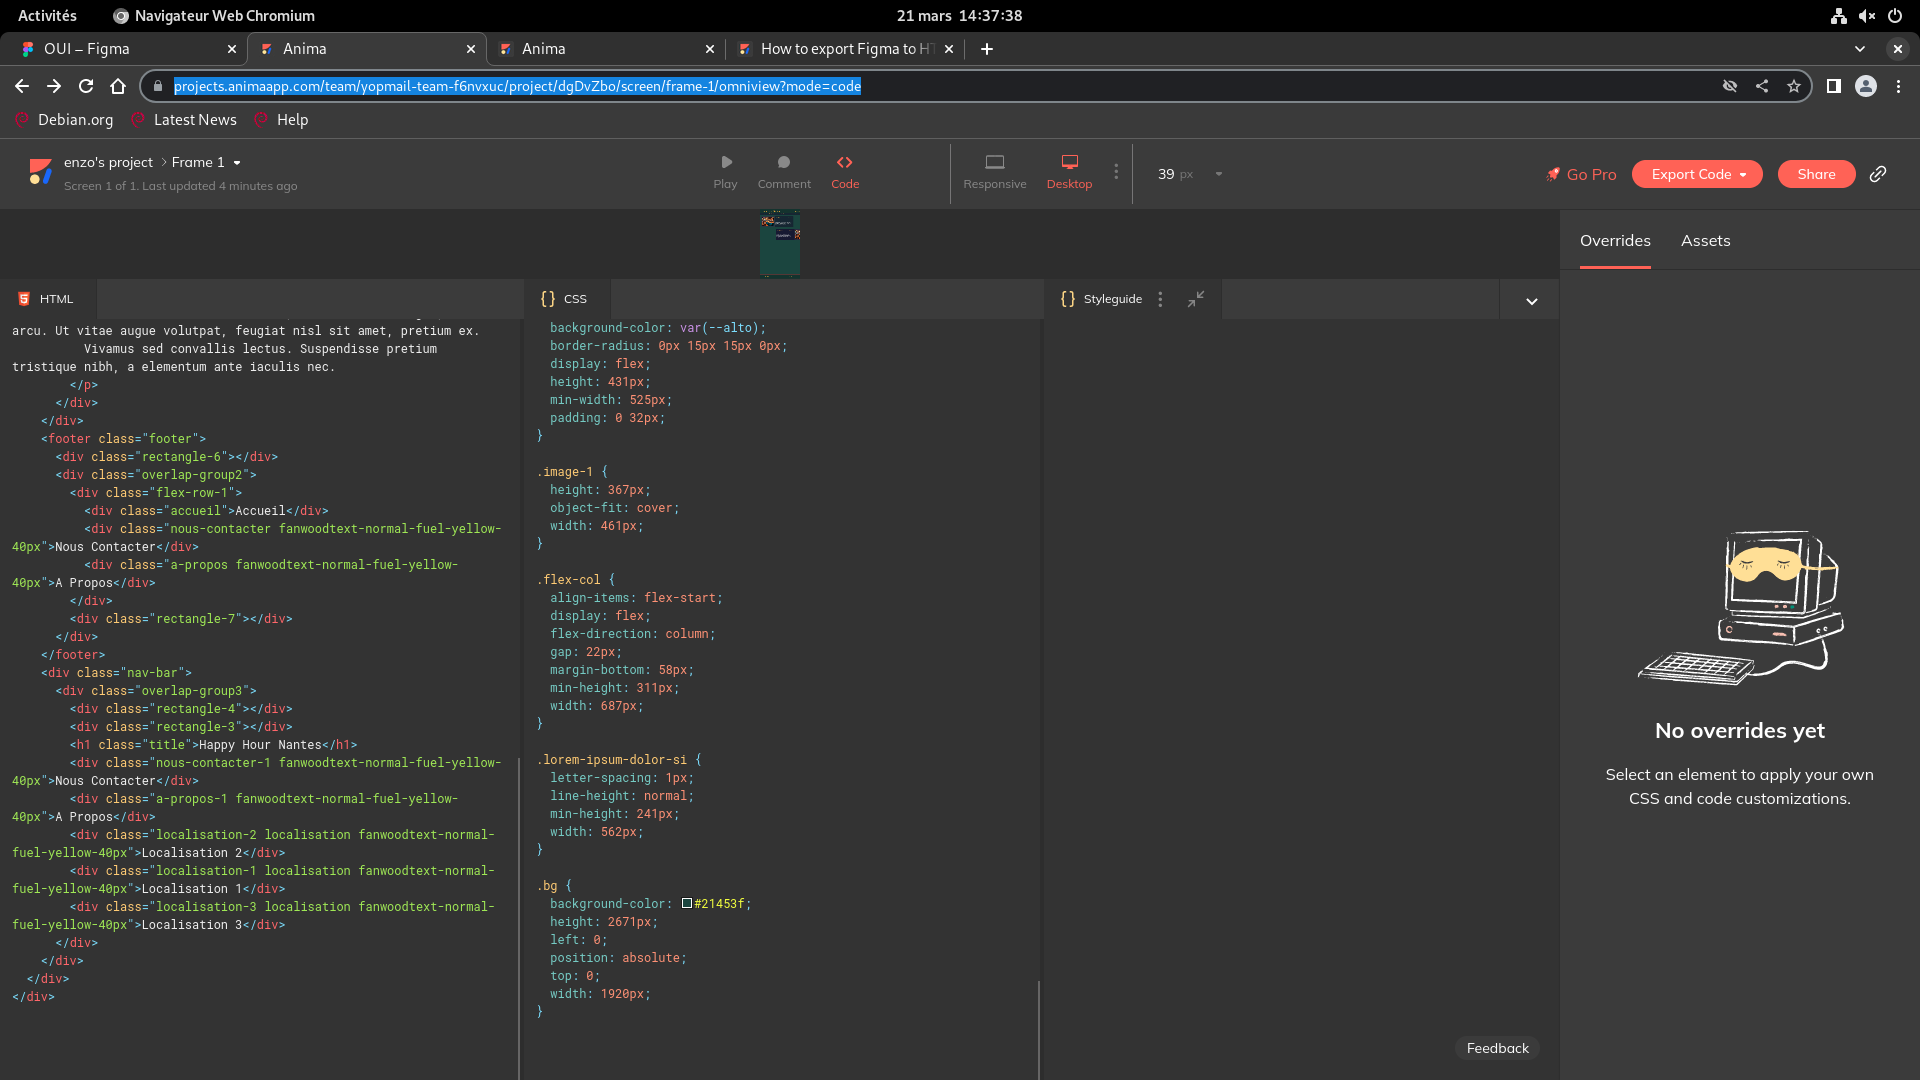 Activités
Navigateur Web Chromium
21 mars 14:37:38
OUI – Figma
Anima
Anima
How to export Figma to HT
projects.animaapp.com/team/yopmail-team-f6nvxuc/project/dgDvZbo/screen/frame-1/omniview?mode=code
Debian.org
Latest News
Help
enzo's project > Frame 1
Screen 1 of 1. Last updated 4 minutes ago
Play
Comment
Code
Responsive
Desktop
39 px
Go Pro
Export Code
Share
Overrides
Assets
HTML
arcu. Ut vitae augue volutpat, feugiat nisl sit amet, pretium ex.
Vivamus sed convallis lectus. Suspendisse pretium
tristique nibh, a elementum ante iaculis nec.
</p>
</div>
</div>
<footer class="footer">
<div class="rectangle-6"></div>
<div class="overlap-group2">
<div class="flex-row-1">
<div class="accueil">Accueil</div>
<div class="nous-contacter fanwoodtext-normal-fuel-yellow-
40px">Nous Contacter</div>
<div class="a-propos fanwoodtext-normal-fuel-yellow-
40px">A Propos</div>
</div>
<div class="rectangle-7"></div>
</div>
</footer>
<div class="nav-bar">
<div class="overlap-group3">
<div class="rectangle-4"></div>
<div class="rectangle-3"></div>
<h1 class="title">Happy Hour Nantes</h1>
<div class="nous-contacter-1 fanwoodtext-normal-fuel-yellow-
40px">Nous Contacter</div>
<div class="a-propos-1 fanwoodtext-normal-fuel-yellow-
40px">A Propos</div>
<div class="localisation-2 localisation fanwoodtext-normal-
fuel-yellow-40px">Localisation 2</div>
<div class="localisation-1 localisation fanwoodtext-normal-
fuel-yellow-40px">Localisation 1</div>
<div class="localisation-3 localisation fanwoodtext-normal-
fuel-yellow-40px">Localisation 3</div>
</div>
</div>
</div>
</div>
{} CSS
background-color: var(--alto);
border-radius: 0px 15px 15px 0px;
display: flex;
height: 431px;
min-width: 525px;
padding: 0 32px;
}
.image-1 {
height: 367px;
object-fit: cover;
width: 461px;
}
.flex-col {
align-items: flex-start;
display: flex;
flex-direction: column;
gap: 22px;
margin-bottom: 58px;
min-height: 311px;
width: 687px;
}
.lorem-ipsum-dolor-si {
letter-spacing: 1px;
line-height: normal;
min-height: 241px;
width: 562px;
}
.bg {
background-color: #21453f;
height: 2671px;
left: 0;
position: absolute;
top: 0;
width: 1920px;
}
{} Styleguide
No overrides yet
Select an element to apply your own
CSS and code customizations.
Feedback